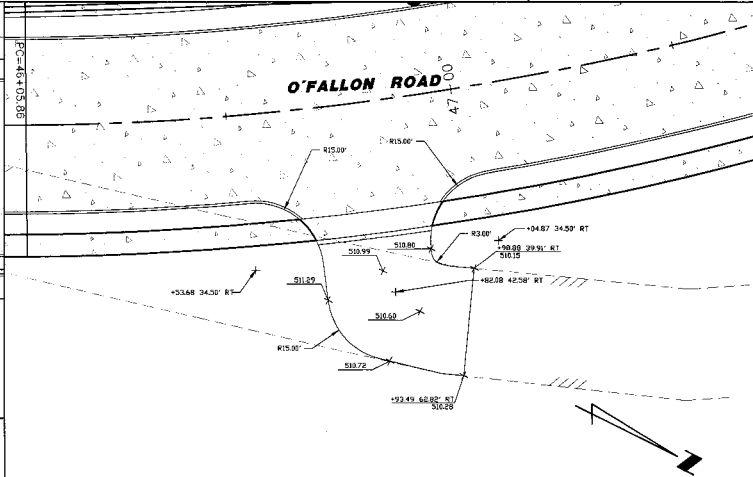 PC=46+05.86
O'FALLON ROAD
47+00
R15.00'
R15.00'
R3.00'
+04.87 34.50' RT
+98.88 39.91' RT
510.15
510.80
510.99
+53.68 34.50' RT
511.29
+82.08 42.58' RT
510.60
R15.00'
510.72
+93.49 62.82' RT
510.28
Z